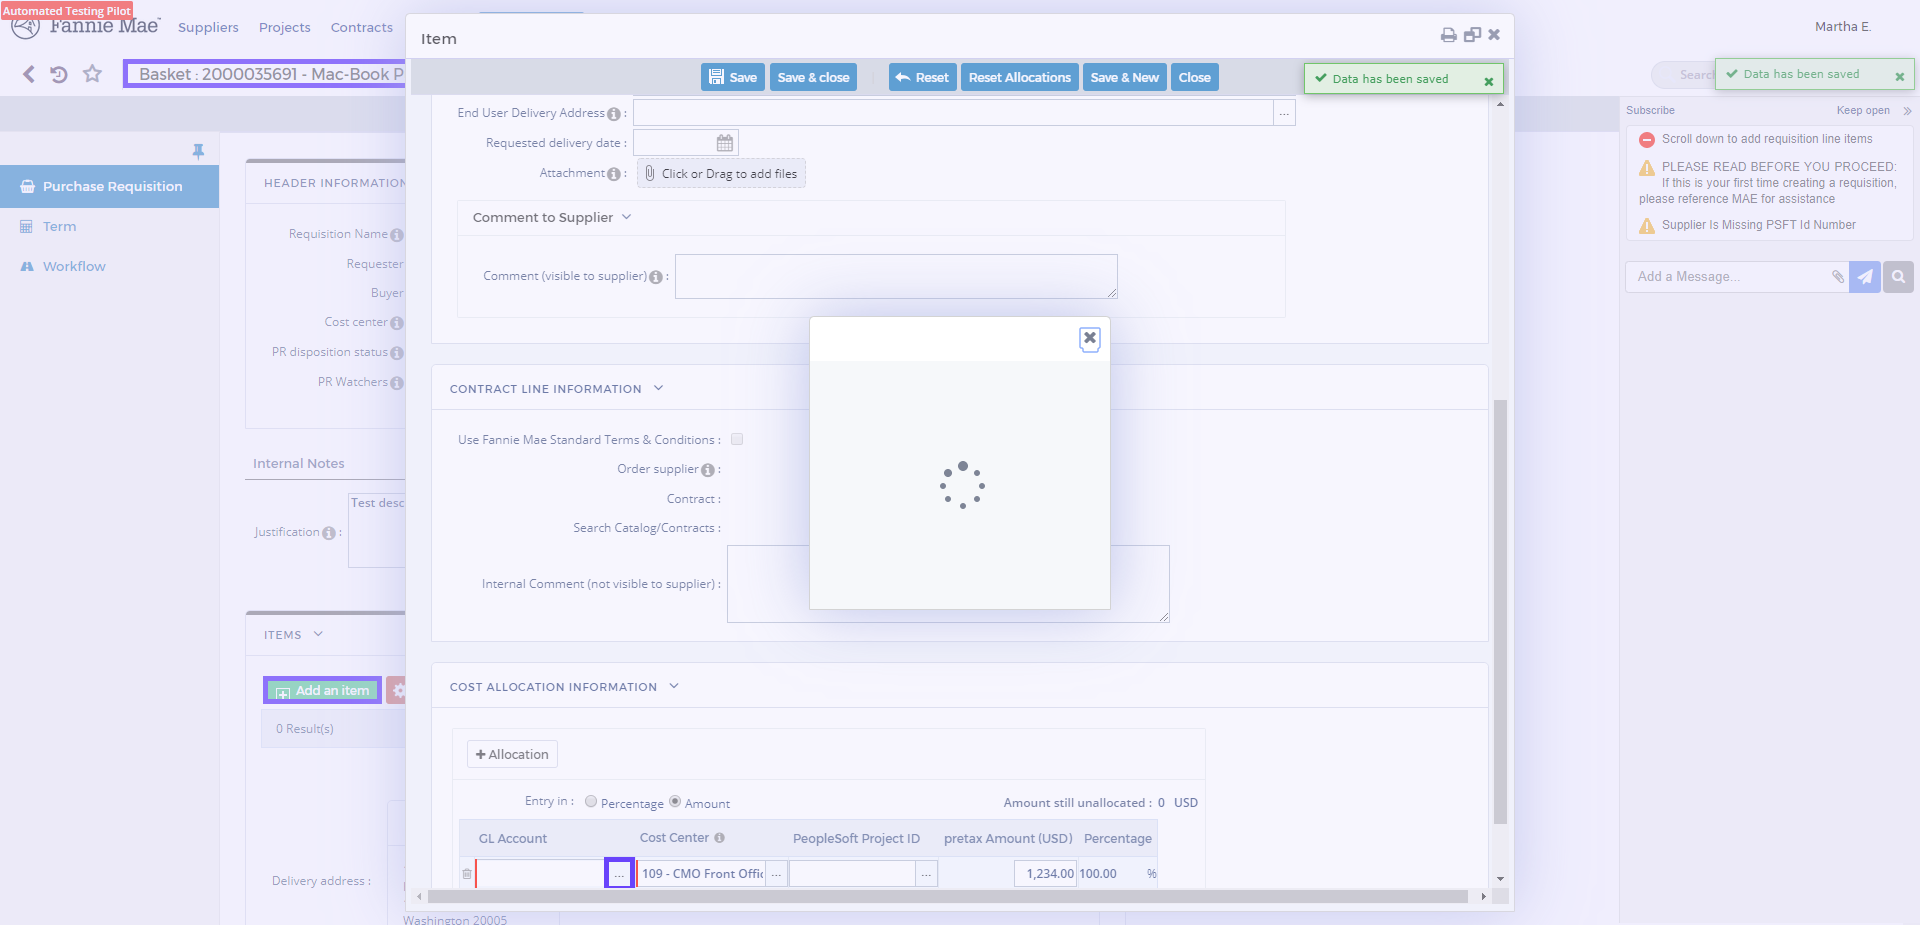 Automated Testing Pilot
Fannie Mae
Suppliers
Projects
Contracts
Martha E.
Basket : 2000035691 - Mac-Book P
Item
Save
Save & close
Reset
Reset Allocations
Save & New
Close
Data has been saved
Search
Data has been saved
Subscribe
Keep open
Scroll down to add requisition line items
PLEASE READ BEFORE YOU PROCEED:
If this is your first time creating a requisition,
please reference MAE for assistance
Supplier Is Missing PSFT Id Number
Add a Message...
Purchase Requisition
Term
Workflow
HEADER INFORMATION
Requisition Name
Requester
Buyer
Cost center
PR disposition status
PR Watchers
Internal Notes
Test desc
Justification :
ITEMS
Add an item
0 Result(s)
Delivery address :
Washington 20005
End User Delivery Address :
...
Requested delivery date :
Attachment :
Click or Drag to add files
Comment to Supplier
Comment (visible to supplier) :
CONTRACT LINE INFORMATION
Use Fannie Mae Standard Terms & Conditions :
Order supplier :
Contract :
Search Catalog/Contracts :
Internal Comment (not visible to supplier) :
COST ALLOCATION INFORMATION
+ Allocation
Entry in : Percentage Amount
Amount still unallocated : 0 USD
GL Account
Cost Center
PeopleSoft Project ID
pretax Amount (USD)
Percentage
...
109 - CMO Front Offic
...
...
1,234.00
100.00
%